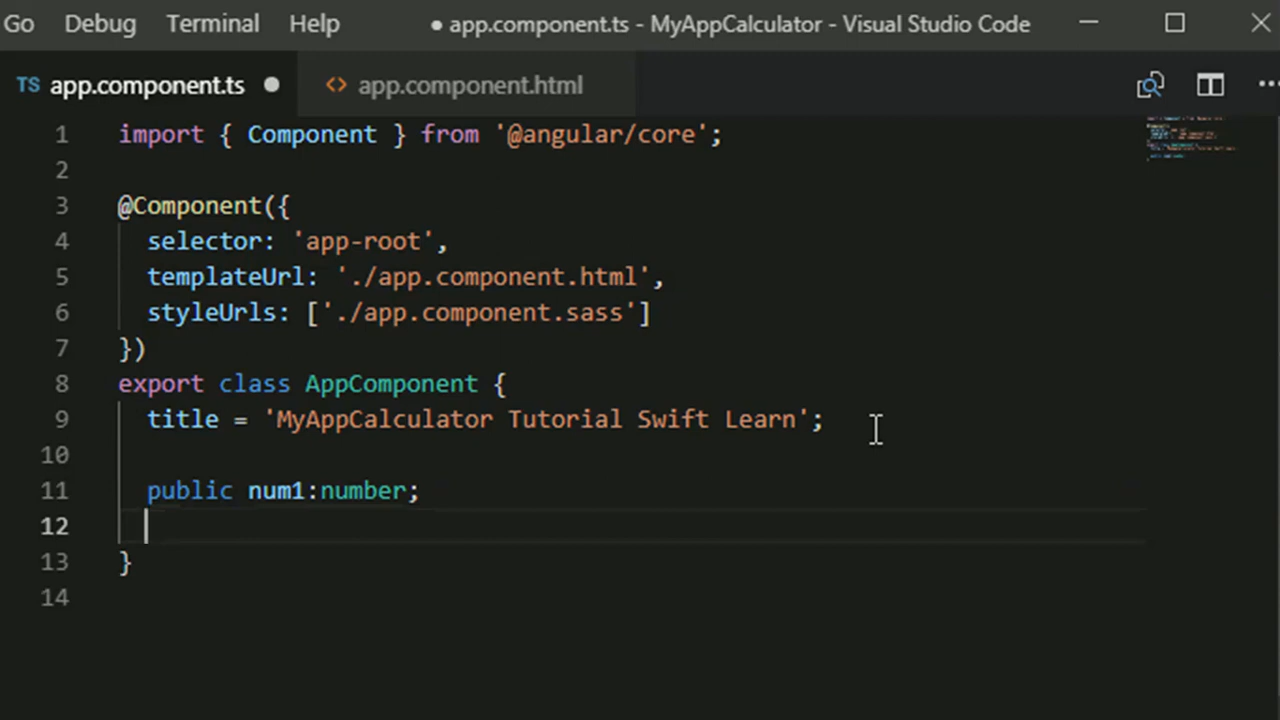 Go Debug Terminal Help ● app.component.ts - MyAppCalculator - Visual Studio Code
TS app.component.ts ● <> app.component.html
1 import { Component } from '@angular/core';
2
3 @Component({
4 selector: 'app-root',
5 templateUrl: './app.component.html',
6 styleUrls: ['./app.component.sass']
7 })
8 export class AppComponent {
9 title = 'MyAppCalculator Tutorial Swift Learn';
10
11 public num1:number;
12
13 }
14